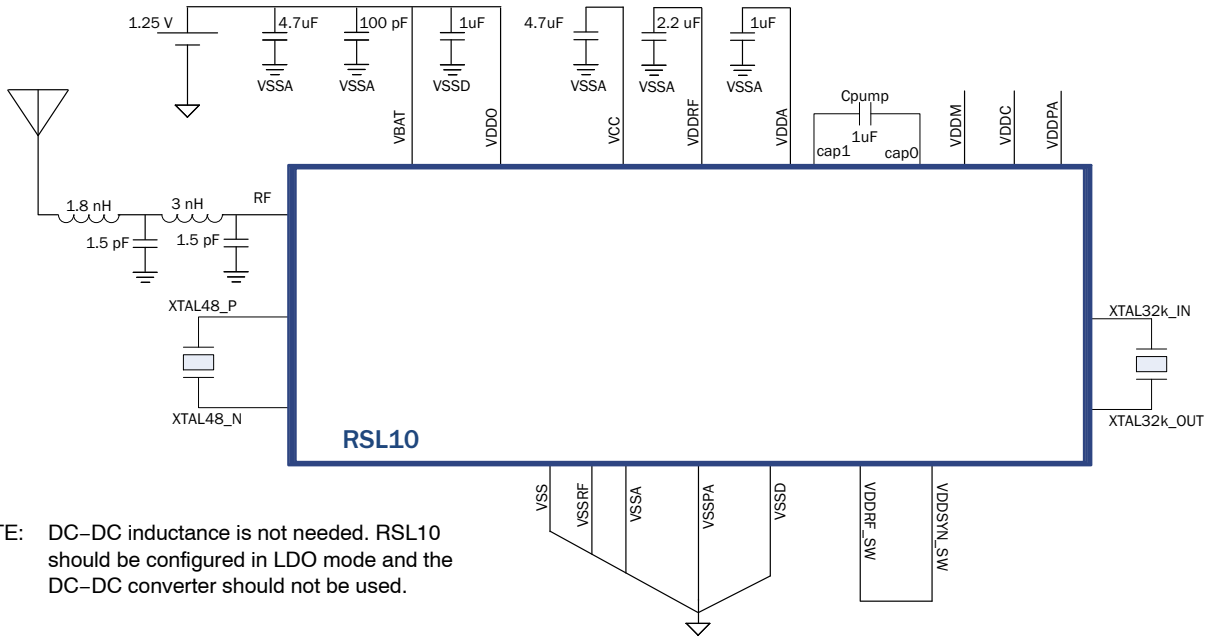 1.25 V
4.7uF
100 pF
1uF
4.7uF
2.2 uF
1uF
VSSA
VSSA
VSSD
VSSA
VSSA
VSSA
Cpump
1uF
cap1
cap0
VBAT
VDDO
VCC
VDDRF
VDDA
VDDM
VDDC
VDDPA
RF
1.8 nH
3 nH
1.5 pF
1.5 pF
XTAL48_P
XTAL48_N
XTAL32k_IN
XTAL32k_OUT
RSL10
VSS
VSSRF
VSSA
VSSPA
VSSD
VDDRF_SW
VDDSYN_SW
TE: DC−DC inductance is not needed. RSL10
should be configured in LDO mode and the
DC−DC converter should not be used.